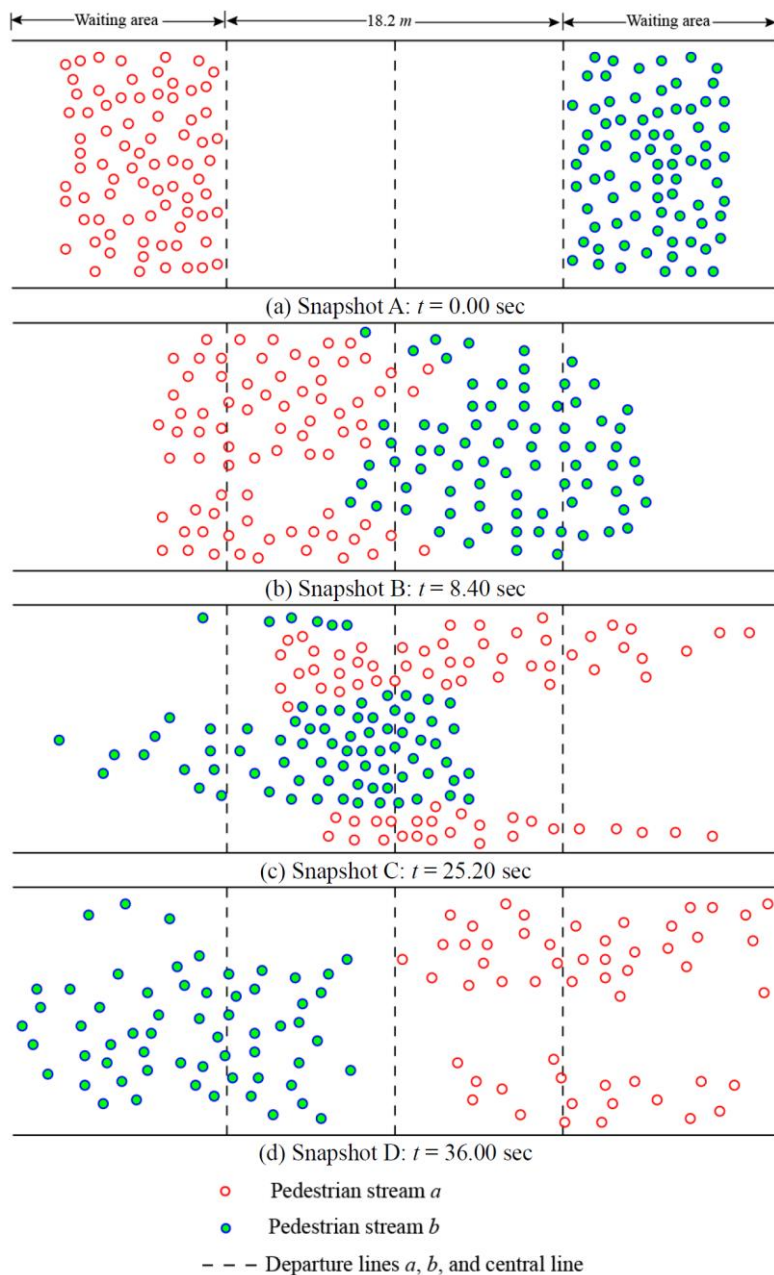 Waiting area 18.2 m Waiting area
(a) Snapshot A: t = 0.00 sec
(b) Snapshot B: t = 8.40 sec
(c) Snapshot C: t = 25.20 sec
(d) Snapshot D: t = 36.00 sec
Pedestrian stream a
Pedestrian stream b
Departure lines a, b, and central line